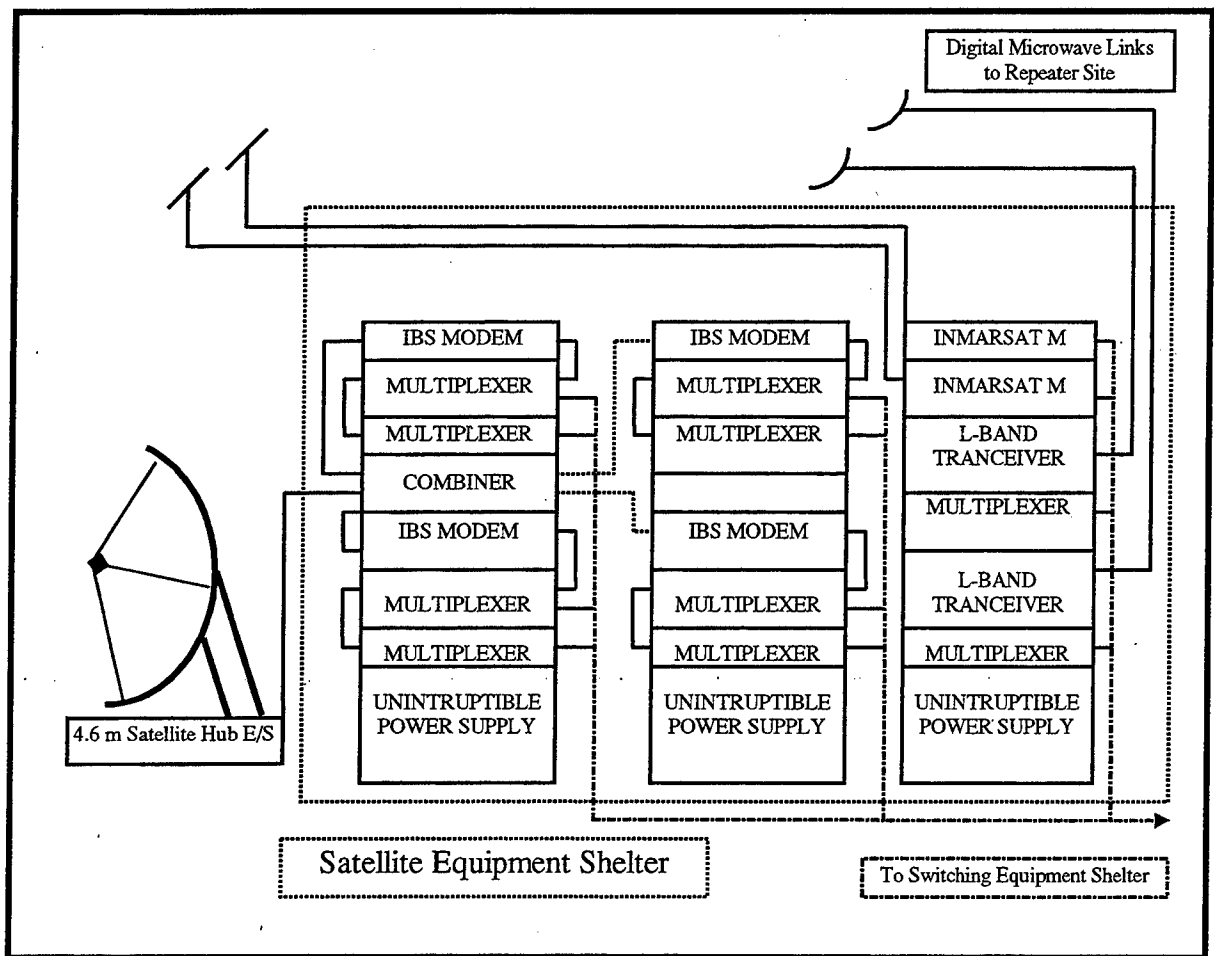 Digital Microwave Links
to Repeater Site
IBS MODEM
MULTIPLEXER
MULTIPLEXER
COMBINER
IBS MODEM
MULTIPLEXER
MULTIPLEXER
UNINTRUPTIBLE
POWER SUPPLY
IBS MODEM
MULTIPLEXER
MULTIPLEXER
IBS MODEM
MULTIPLEXER
MULTIPLEXER
UNINTRUPTIBLE
POWER SUPPLY
INMARSAT M
INMARSAT M
L-BAND
TRANCEIVER
MULTIPLEXER
L-BAND
TRANCEIVER
MULTIPLEXER
UNINTRUPTIBLE
POWER SUPPLY
4.6 m Satellite Hub E/S
Satellite Equipment Shelter
To Switching Equipment Shelter